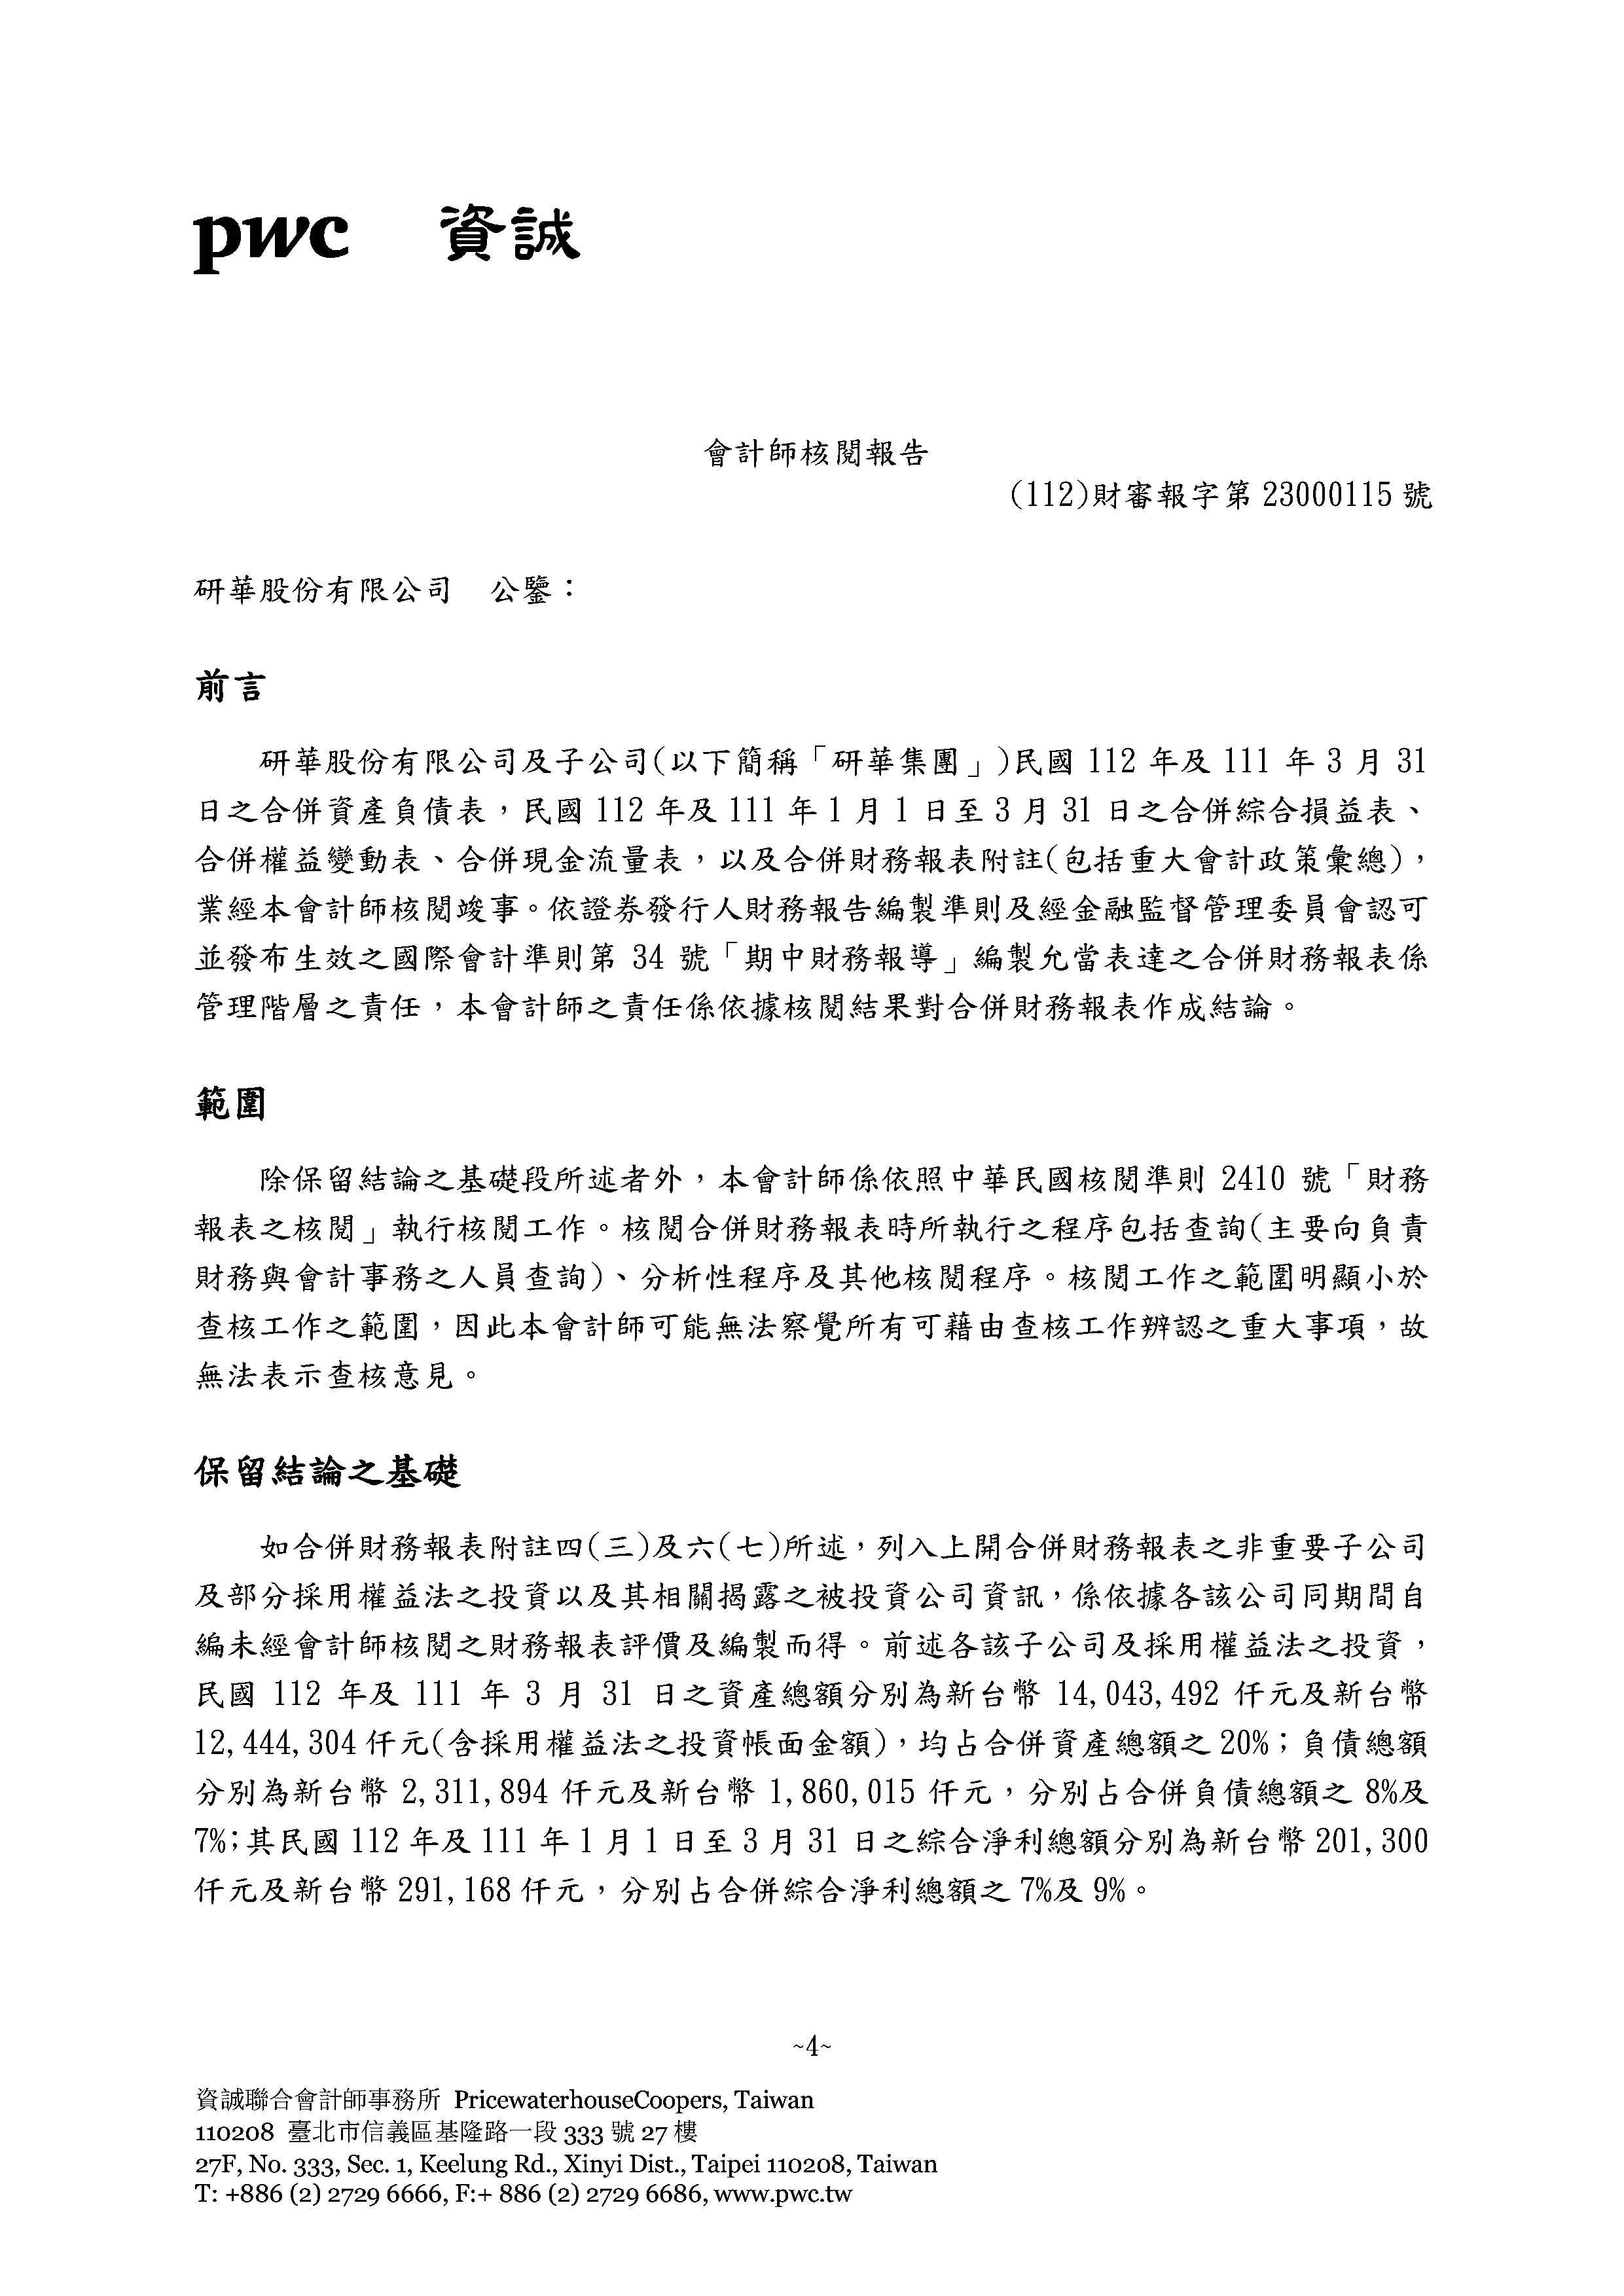 pwc 資誠
會計師核閱報告
(112)財審報字第 23000115 號
研華股份有限公司　公鑒：
前言
研華股份有限公司及子公司(以下簡稱「研華集團」)民國 112 年及 111 年 3 月 31
日之合併資產負債表，民國 112 年及 111 年 1 月 1 日至 3 月 31 日之合併綜合損益表、
合併權益變動表、合併現金流量表，以及合併財務報表附註(包括重大會計政策彙總)，
業經本會計師核閱竣事。依證券發行人財務報告編製準則及經金融監督管理委員會認可
並發布生效之國際會計準則第 34 號「期中財務報導」編製允當表達之合併財務報表係
管理階層之責任，本會計師之責任係依據核閱結果對合併財務報表作成結論。
範圍
除保留結論之基礎段所述者外，本會計師係依照中華民國核閱準則 2410 號「財務
報表之核閱」執行核閱工作。核閱合併財務報表時所執行之程序包括查詢(主要向負責
財務與會計事務之人員查詢)、分析性程序及其他核閱程序。核閱工作之範圍明顯小於
查核工作之範圍，因此本會計師可能無法察覺所有可藉由查核工作辨認之重大事項，故
無法表示查核意見。
保留結論之基礎
如合併財務報表附註四(三)及六(七)所述，列入上開合併財務報表之非重要子公司
及部分採用權益法之投資以及其相關揭露之被投資公司資訊，係依據各該公司同期間自
編未經會計師核閱之財務報表評價及編製而得。前述各該子公司及採用權益法之投資，
民國 112 年及 111 年 3 月 31 日之資產總額分別為新台幣 14,043,492 仟元及新台幣
12,444,304 仟元(含採用權益法之投資帳面金額)，均占合併資產總額之 20%；負債總額
分別為新台幣 2,311,894 仟元及新台幣 1,860,015 仟元，分別占合併負債總額之 8%及
7%；其民國 112 年及 111 年 1 月 1 日至 3 月 31 日之綜合淨利總額分別為新台幣 201,300
仟元及新台幣 291,168 仟元，分別占合併綜合淨利總額之 7%及 9%。
~4~
資誠聯合會計師事務所 PricewaterhouseCoopers, Taiwan
110208 臺北市信義區基隆路一段 333 號 27 樓
27F, No. 333, Sec. 1, Keelung Rd., Xinyi Dist., Taipei 110208, Taiwan
T: +886 (2) 2729 6666, F:+ 886 (2) 2729 6686, www.pwc.tw